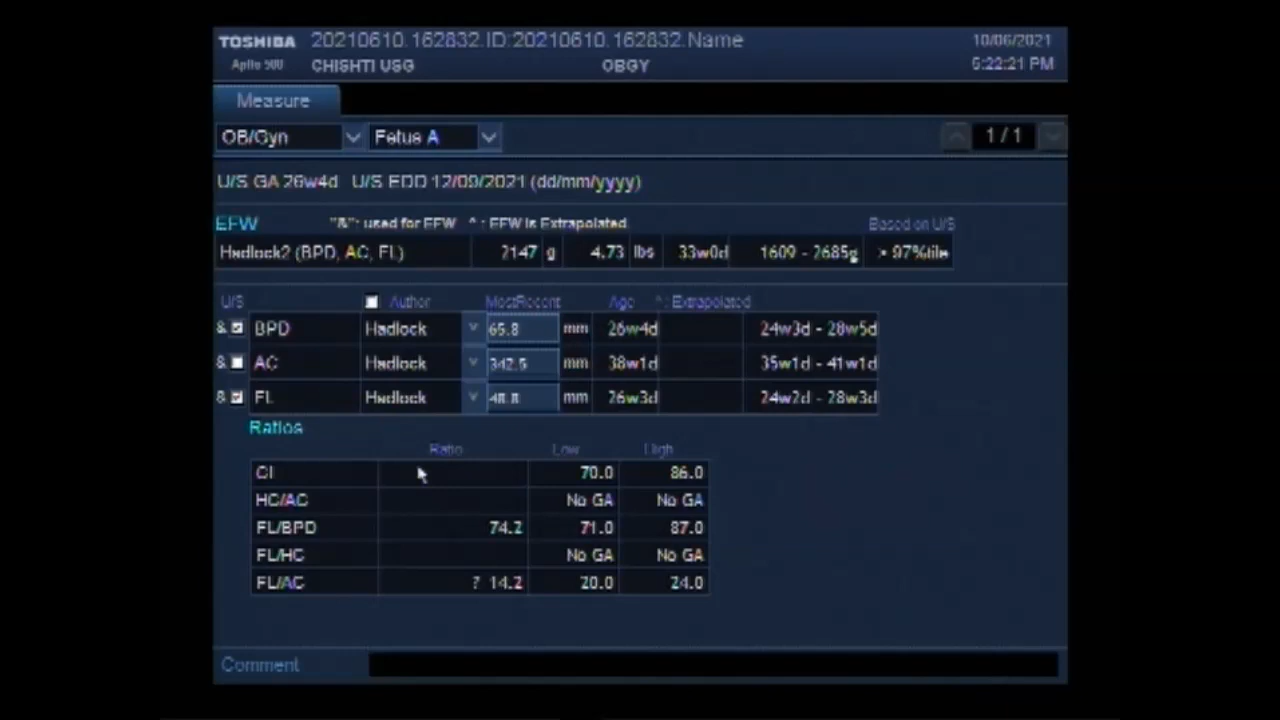 TOSHIBA 20210610.162832.ID:20210610.162832.Name 10/06/2021
Aplio 500 CHISHTI USG OBGY 5:22:21 PM
Measure
OB/Gyn Fetus A 1 / 1
U/S GA 26w4d U/S EDD 12/09/2021 (dd/mm/yyyy)
EFW "&": used for EFW ^ : EFW is Extrapolated Based on U/S
Hadlock2 (BPD, AC, FL) 2147 g 4.73 lbs 33w0d 1609 - 2685g > 97%tile
U/S Author MostRecent Age ^ : Extrapolated
& BPD Hadlock 65.8 mm 26w4d 24w3d - 28w5d
& AC Hadlock 342.5 mm 38w1d 35w1d - 41w1d
& FL Hadlock 48.8 mm 26w3d 24w2d - 28w3d
Ratios
Ratio Low High
CI 70.0 86.0
HC/AC No GA No GA
FL/BPD 74.2 71.0 87.0
FL/HC No GA No GA
FL/AC ? 14.2 20.0 24.0
Comment